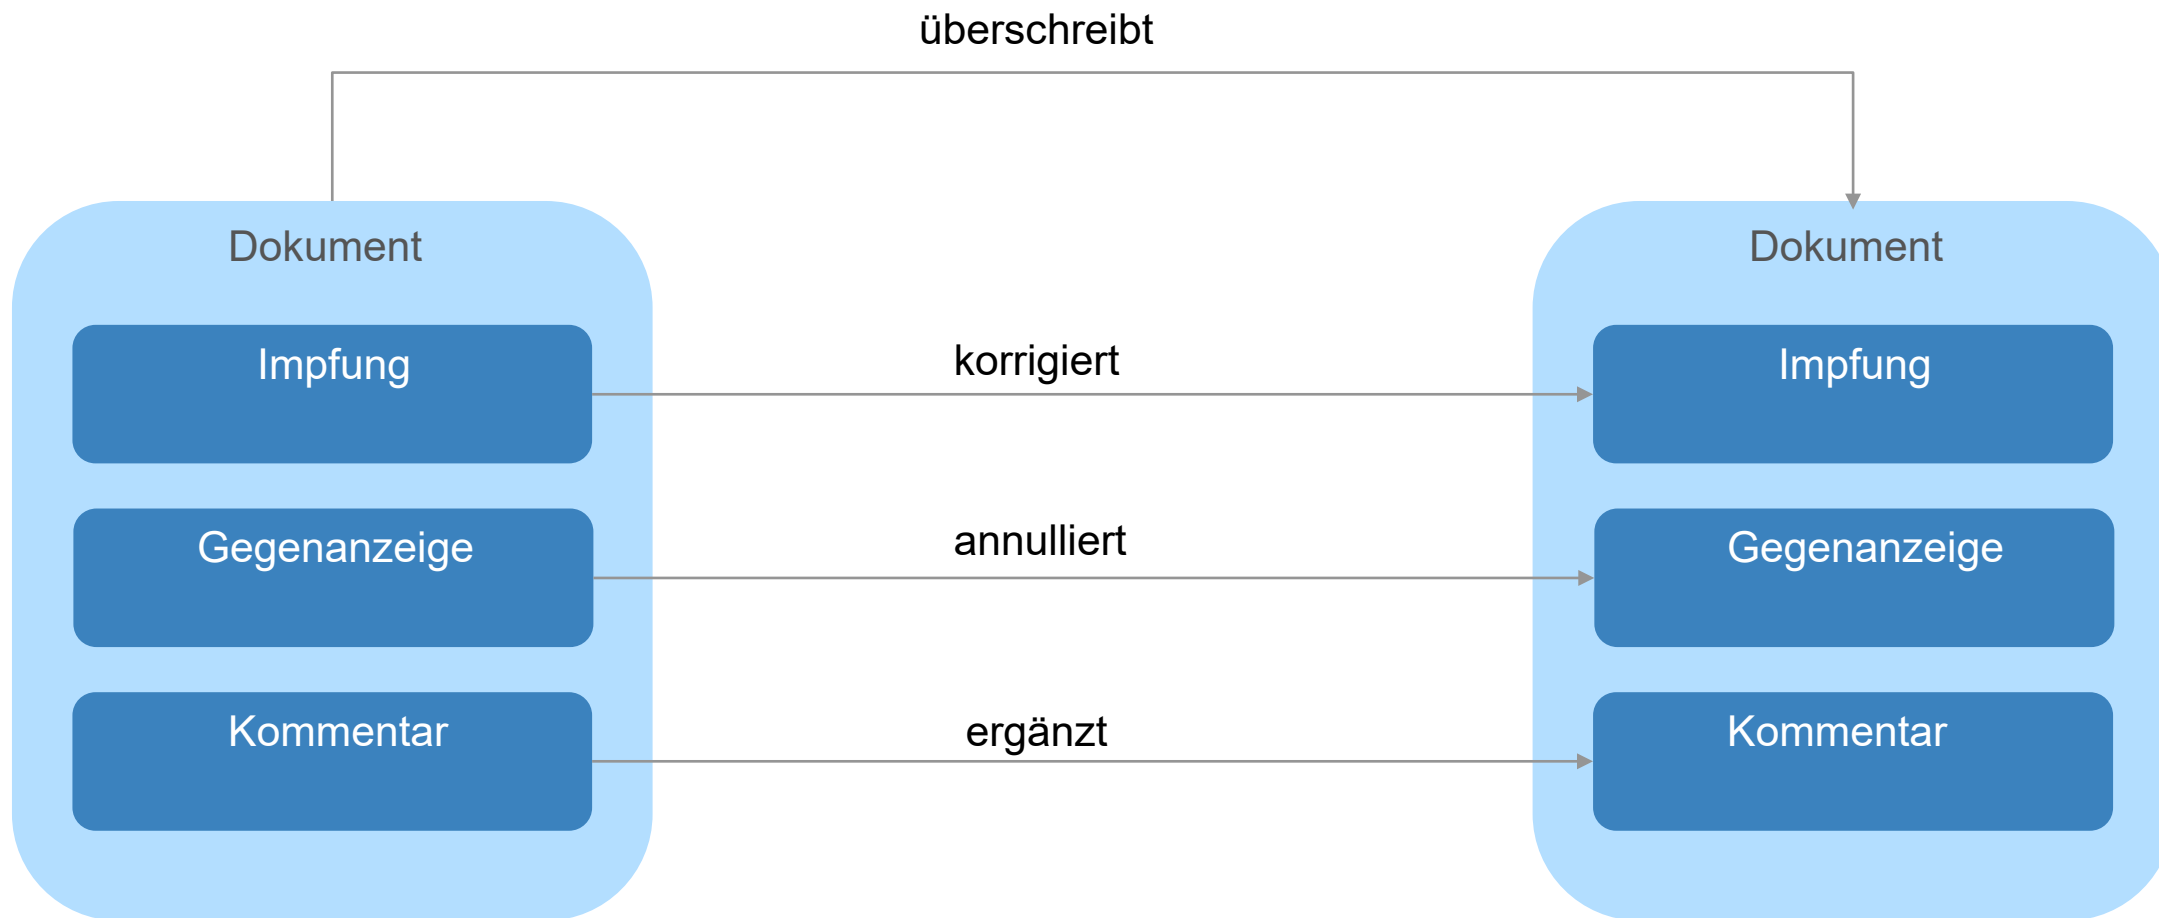 überschreibt
Dokument
Dokument
Impfung
korrigiert
Impfung
Gegenanzeige
annulliert
Gegenanzeige
Kommentar
ergänzt
Kommentar